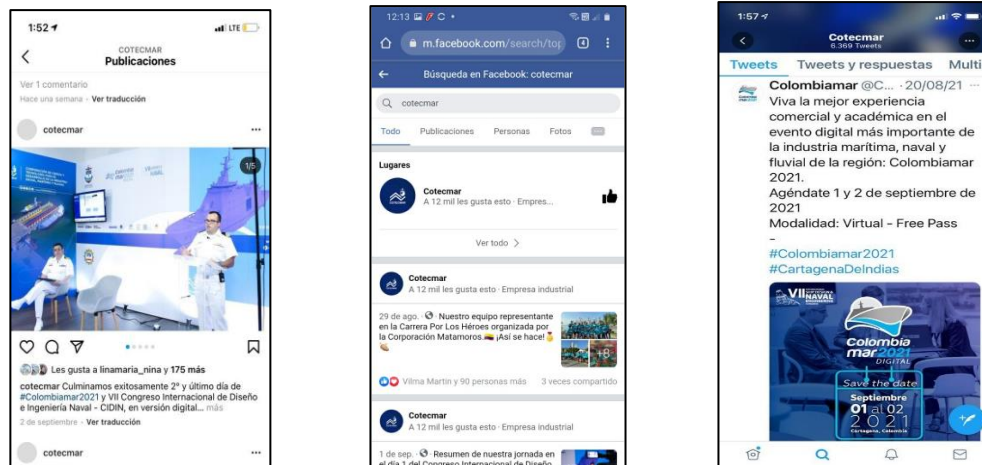 1:52
LTE
COTECMAR
Publicaciones
Ver 1 comentario
Hace una semana · Ver traducción
cotecmar
1/5
Les gusta a linamaria_nina y 175 más
cotecmar Culminamos exitosamente 2° y último día de
#Colombiamar2021 y VII Congreso Internacional de Diseño
e Ingeniería Naval - CIDIN, en versión digital... más
2 de septiembre · Ver traducción
cotecmar
12:13
m.facebook.com/search/top
4
Búsqueda en Facebook: cotecmar
cotecmar
Todo Publicaciones Personas Fotos
Lugares
Cotecmar
A 12 mil les gusta esto · Empres...
Ver todo
Cotecmar
A 12 mil les gusta esto · Empresa industrial
29 de ago. · Nuestro equipo representante
en la Carrera Por Los Héroes organizada por
la Corporación Matamoros. ¡Así se hace!
+8
Vilma Martin y 90 personas más 3 veces compartido
Cotecmar
A 12 mil les gusta esto · Empresa industrial
1 de sep. · Resumen de nuestra jornada en
el día 1 del Congreso Internacional de Diseño
1:57
Cotecmar
6.369 Tweets
Tweets Tweets y respuestas Multi
Colombiamar @C... · 20/08/21
Viva la mejor experiencia
comercial y académica en el
evento digital más importante de
la industria marítima, naval y
fluvial de la región: Colombiamar
2021.
Agéndate 1 y 2 de septiembre de
2021
Modalidad: Virtual - Free Pass
-
#Colombiamar2021
#CartagenaDeIndias
VII NAVAL
Colombia
mar 2021
DIGITAL
Save the date
Septiembre
01 al 02
2021
Cartagena, Colombia